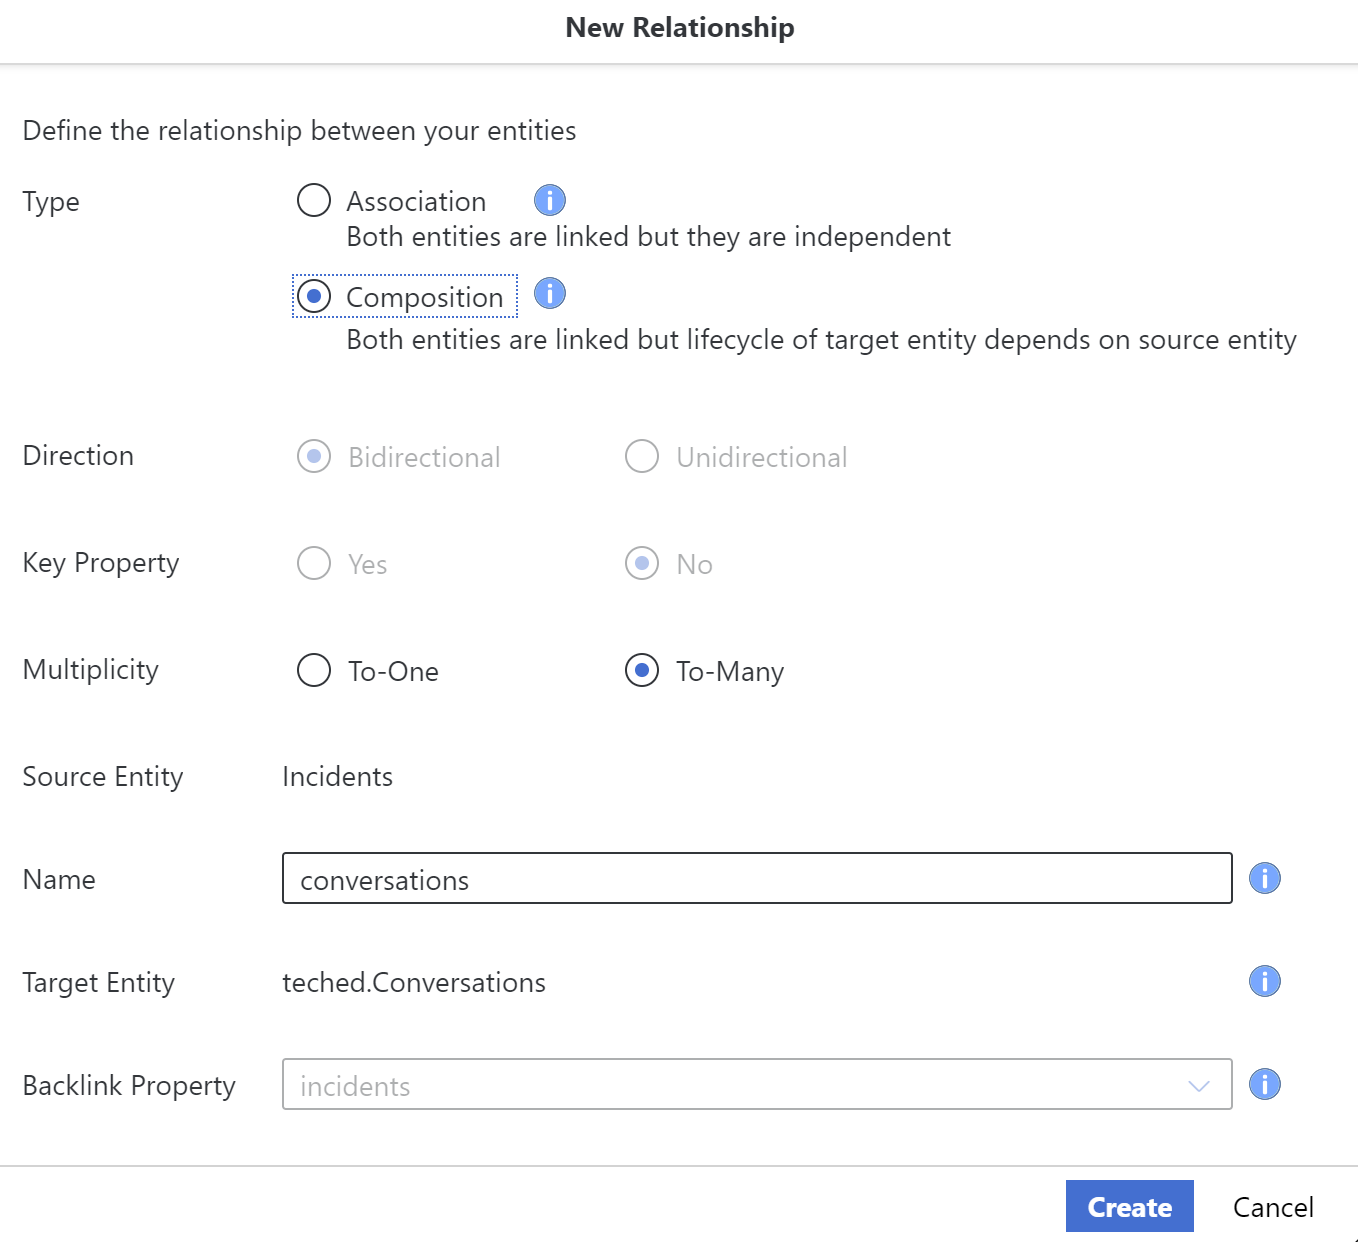 New Relationship
Define the relationship between your entities
Type
Association
Both entities are linked but they are independent
Composition
Both entities are linked but lifecycle of target entity depends on source entity
Direction
Bidirectional
Unidirectional
Key Property
Yes
No
Multiplicity
To-One
To-Many
Source Entity
Incidents
Name
conversations
Target Entity
teched.Conversations
Backlink Property
incidents
Create
Cancel